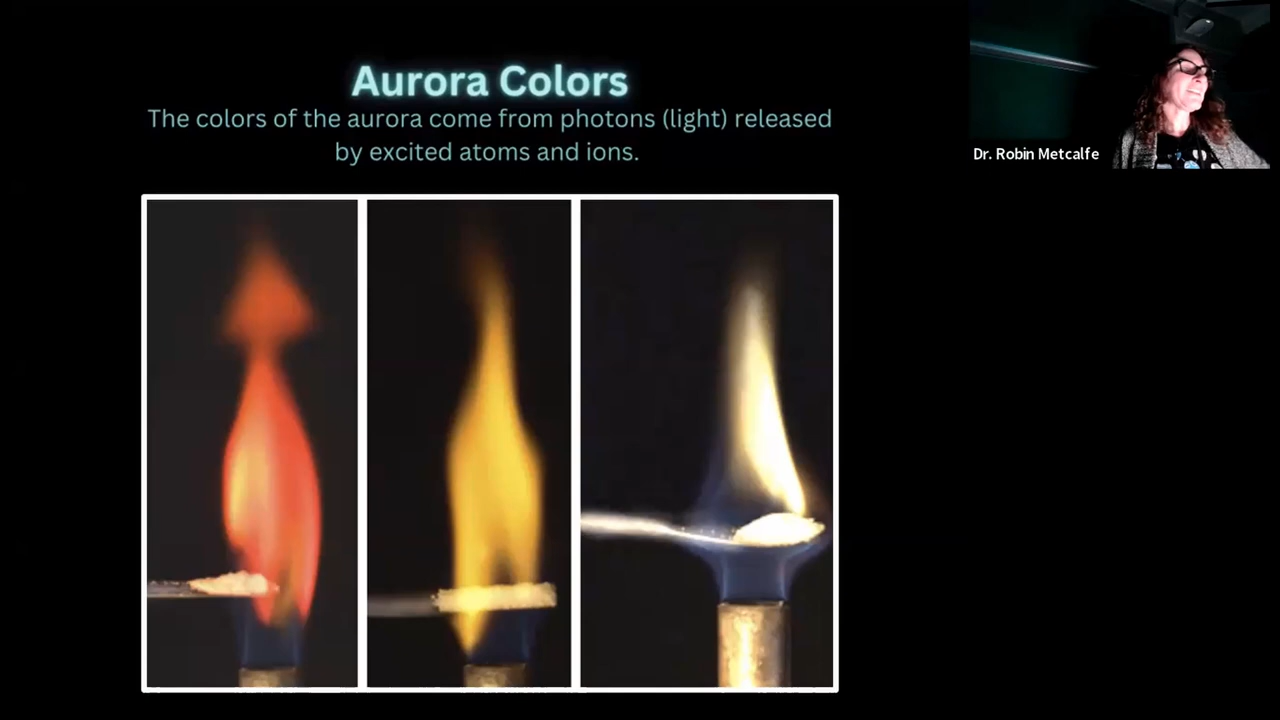 Aurora Colors
The colors of the aurora come from photons (light) released
by excited atoms and ions.
Dr. Robin Metcalfe